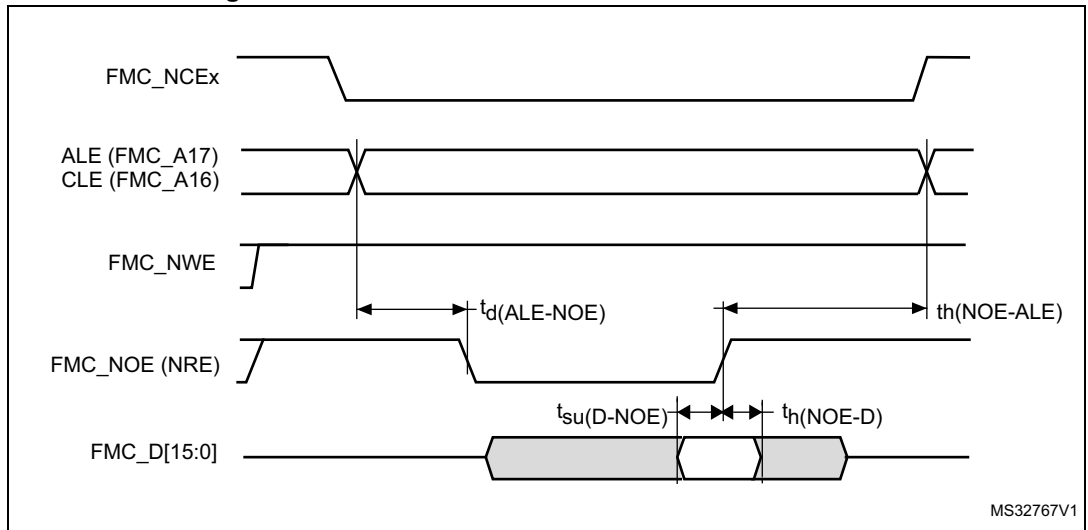 FMC_NCEx
ALE (FMC_A17)
CLE (FMC_A16)
FMC_NWE
td(ALE-NOE)
th(NOE-ALE)
FMC_NOE (NRE)
tsu(D-NOE)
th(NOE-D)
FMC_D[15:0]
MS32767V1